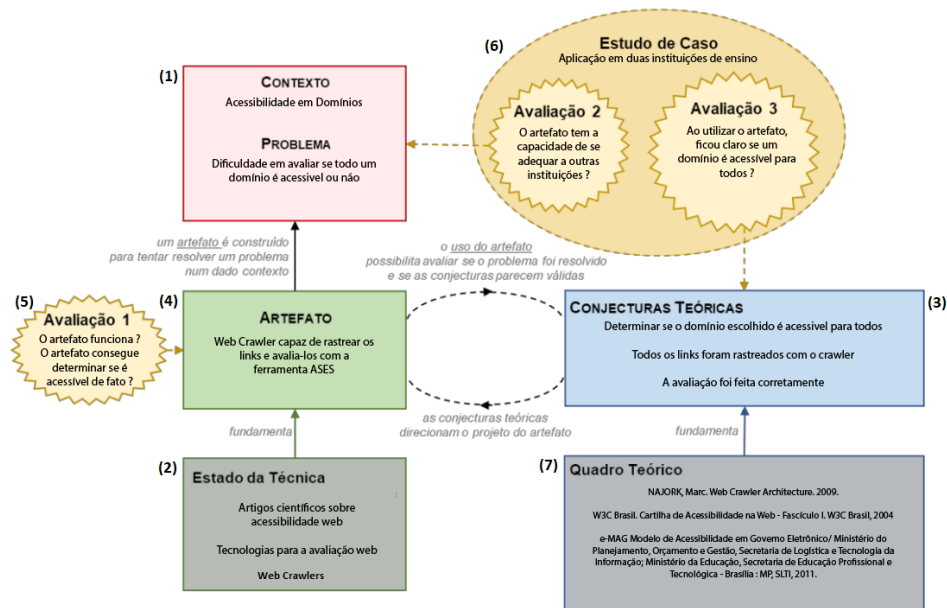 (1)
CONTEXTO
Acessibilidade em Domínios
PROBLEMA
Dificuldade em avaliar se todo um
domínio é acessivel ou não
(6)
Estudo de Caso
Aplicação em duas instituições de ensino
Avaliação 2
O artefato tem a
capacidade de se
adequar a outras
instituições ?
Avaliação 3
Ao utilizar o artefato,
ficou claro se um
domínio é acessível para
todos ?
um artefato é construído
para tentar resolver um problema
num dado contexto
o uso do artefato
possibilita avaliar se o problema foi resolvido
e se as conjecturas parecem válidas
(5)
Avaliação 1
O artefato funciona ?
O artefato consegue
determinar se é
acessível de fato ?
(4)
ARTEFATO
Web Crawler capaz de rastrear os
links e avalia-los com a
ferramenta ASES
(3)
CONJECTURAS TEÓRICAS
Determinar se o domínio escolhido é acessivel para todos
Todos os links foram rastreados com o crawler
A avaliação foi feita corretamente
as conjecturas teóricas
direcionam o projeto do artefato
fundamenta
fundamenta
(2)
Estado da Técnica
Artigos científicos sobre
acessibilidade web
Tecnologias para a avaliação web
Web Crawlers
(7)
Quadro Teórico
NAJORK, Marc. Web Crawler Architecture. 2009.
W3C Brasil. Cartilha de Acessibilidade na Web - Fascículo I. W3C Brasil, 2004
e-MAG Modelo de Acessibilidade em Governo Eletrônico/ Ministério do
Planejamento, Orçamento e Gestão, Secretaria de Logística e Tecnologia da
Informação; Ministério da Educação, Secretaria de Educação Profissional e
Tecnológica - Brasília : MP, SLTI, 2011.